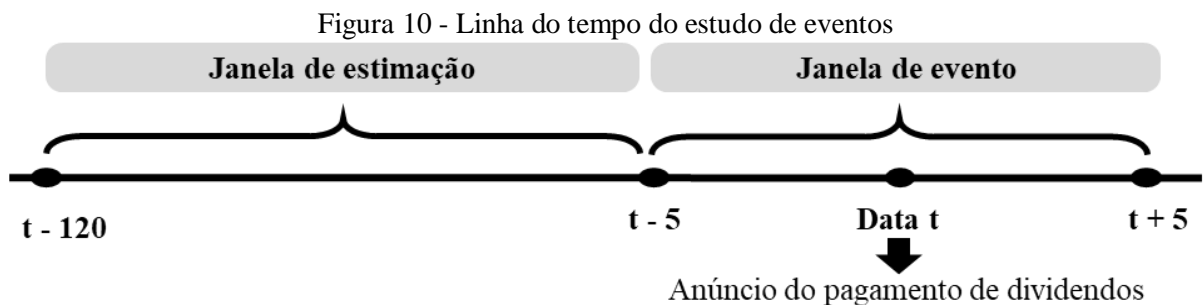 Figura 10 - Linha do tempo do estudo de eventos
Janela de estimação Janela de evento
t - 120 t - 5 Data t t + 5
Anúncio do pagamento de dividendos